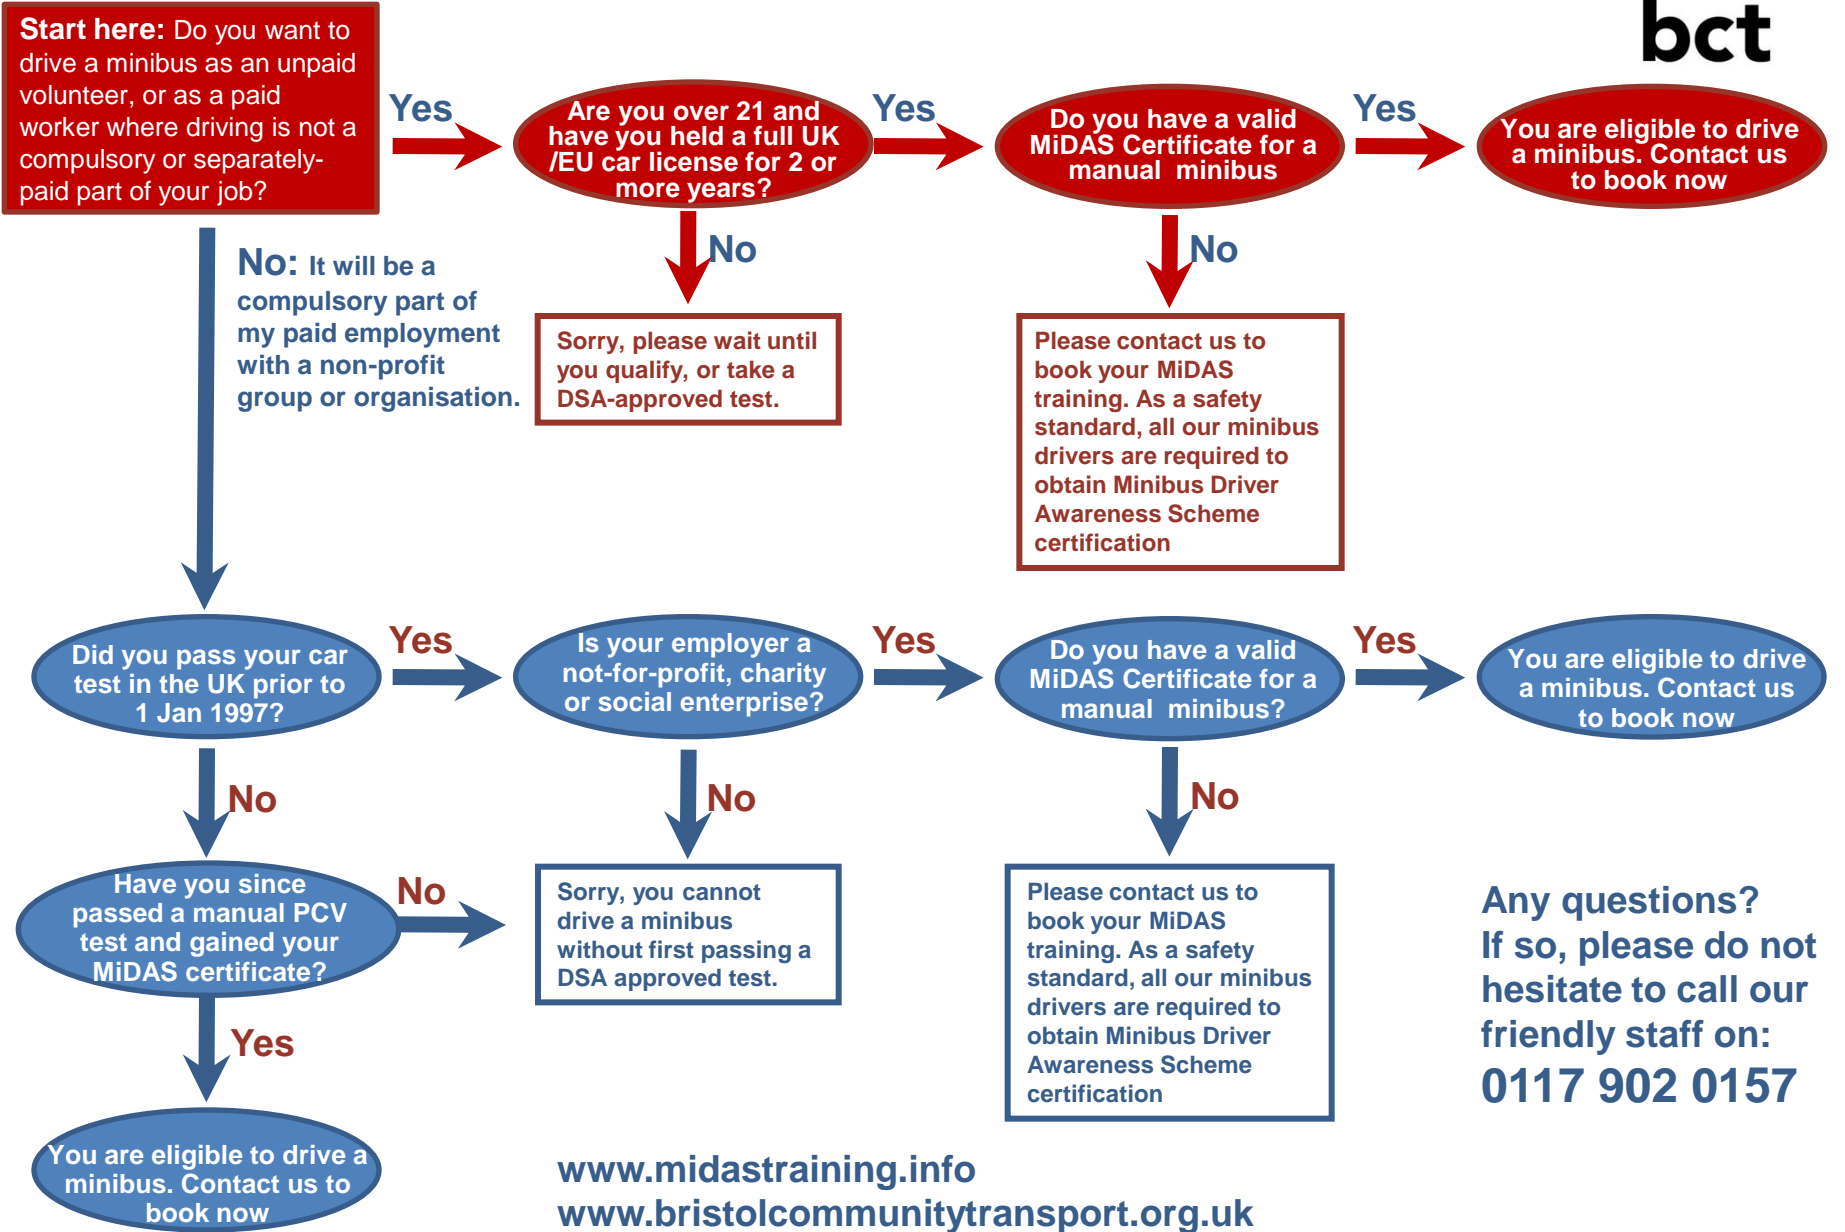 bct
Start here: Do you want to
drive a minibus as an unpaid
volunteer, or as a paid
worker where driving is not a
compulsory or separately-
paid part of your job?
Yes
Are you over 21 and
have you held a full UK
/EU car license for 2 or
more years?
Yes
Do you have a valid
MiDAS Certificate for a
manual  minibus
Yes
You are eligible to drive
a minibus. Contact us
to book now
No: It will be a
compulsory part of
my paid employment
with a non-profit
group or organisation.
No
Sorry, please wait until
you qualify, or take a
DSA-approved test.
No
Please contact us to
book your MiDAS
training. As a safety
standard, all our minibus
drivers are required to
obtain Minibus Driver
Awareness Scheme
certification
Did you pass your car
test in the UK prior to
1 Jan 1997?
Yes
Is your employer a
not-for-profit, charity
or social enterprise?
Yes
Do you have a valid
MiDAS Certificate for a
manual  minibus?
Yes
You are eligible to drive
a minibus. Contact us
to book now
No
No
No
Have you since
passed a manual PCV
test and gained your
MiDAS certificate?
No
Sorry, you cannot
drive a minibus
without first passing a
DSA approved test.
Please contact us to
book your MiDAS
training. As a safety
standard, all our minibus
drivers are required to
obtain Minibus Driver
Awareness Scheme
certification
Any questions?
If so, please do not
hesitate to call our
friendly staff on:
0117 902 0157
Yes
You are eligible to drive a
minibus. Contact us to
book now
www.midastraining.info
www.bristolcommunitytransport.org.uk